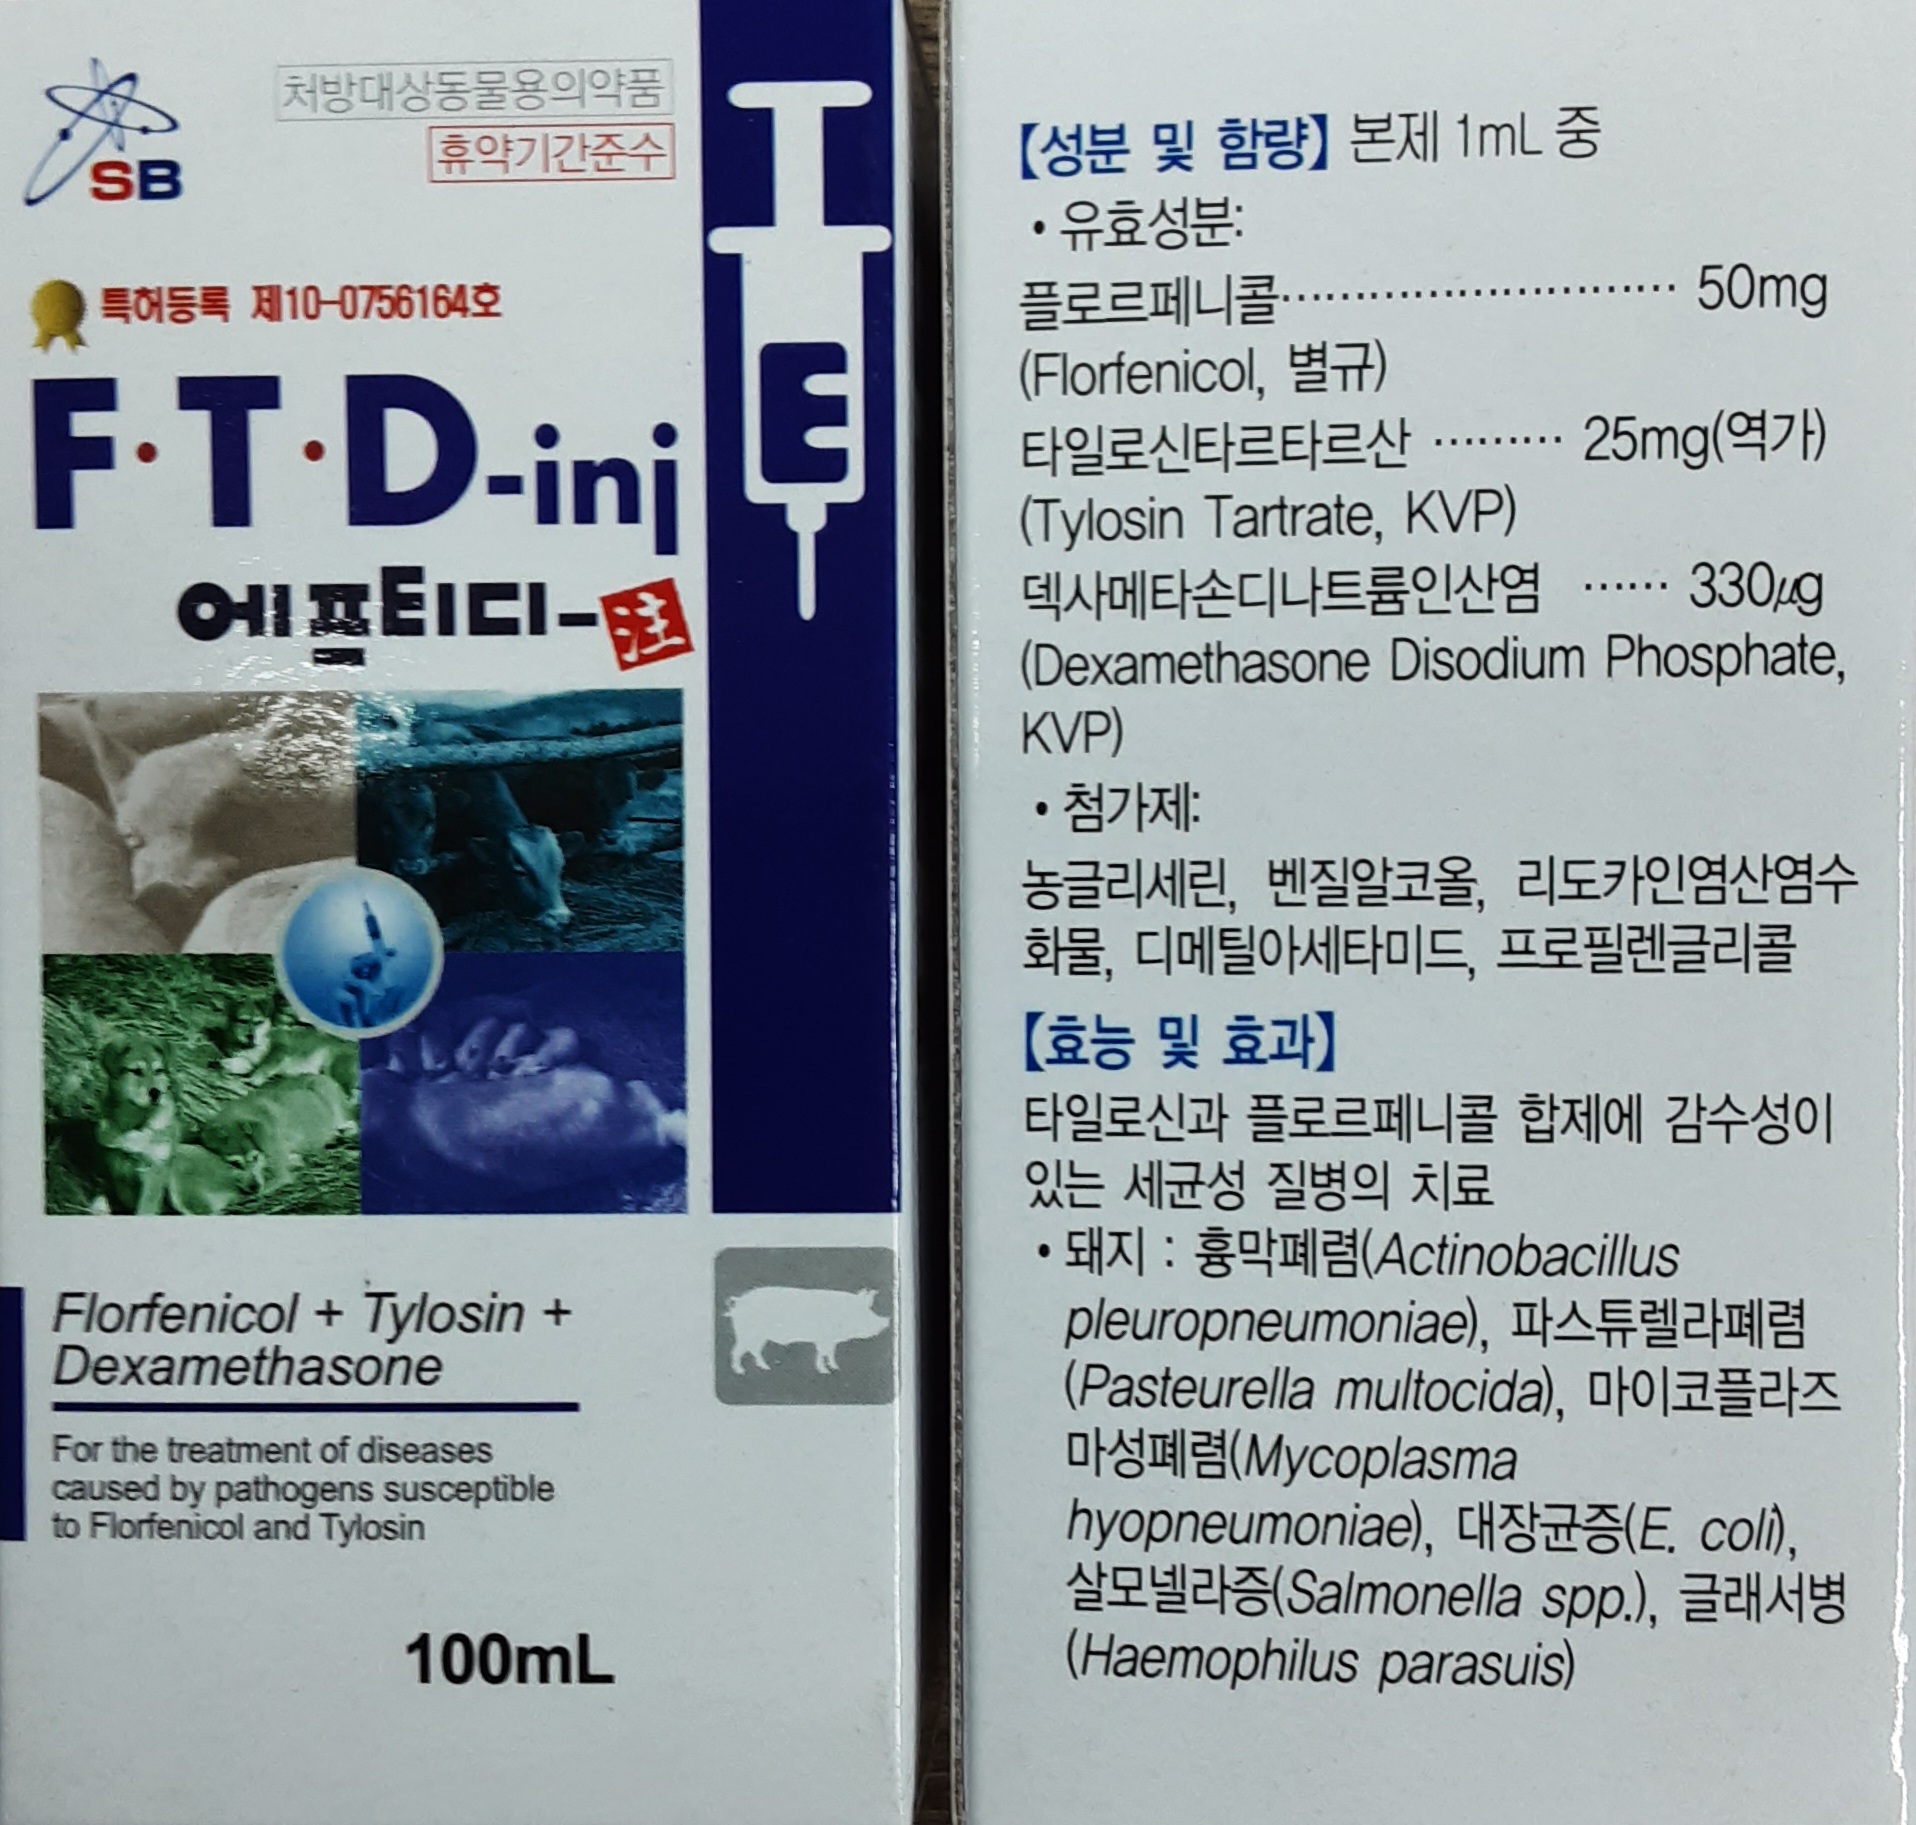 SB
처방대상동물용의약품
휴약기간준수
특허등록 제10-0756164호
F·T·D-inj
에프티디-注
E
Florfenicol + Tylosin +
Dexamethasone
For the treatment of diseases
caused by pathogens susceptible
to Florfenicol and Tylosin
100mL
【성분 및 함량】 본제 1mL 중
• 유효성분:
플로르페니콜………………………… 50mg
(Florfenicol, 별규)
타일로신타르타르산 ……… 25mg(역가)
(Tylosin Tartrate, KVP)
덱사메타손디나트륨인산염 …… 330㎍
(Dexamethasone Disodium Phosphate,
KVP)
• 첨가제:
농글리세린, 벤질알코올, 리도카인염산염수
화물, 디메틸아세타미드, 프로필렌글리콜
【효능 및 효과】
타일로신과 플로르페니콜 합제에 감수성이
있는 세균성 질병의 치료
• 돼지 : 흉막폐렴(Actinobacillus
pleuropneumoniae), 파스튜렐라폐렴
(Pasteurella multocida), 마이코플라즈
마성폐렴(Mycoplasma
hyopneumoniae), 대장균증(E. coli),
살모넬라증(Salmonella spp.), 글래서병
(Haemophilus parasuis)